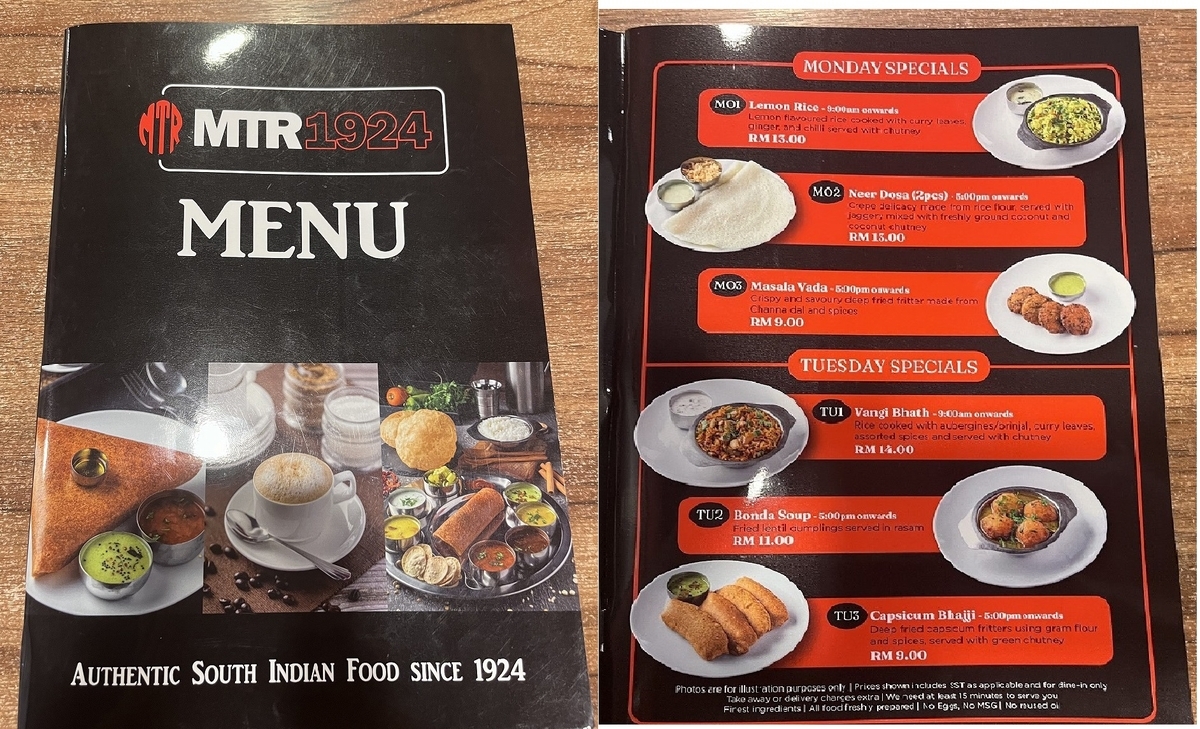 MTR MTR 1924
MENU
AUTHENTIC SOUTH INDIAN FOOD SINCE 1924
MONDAY SPECIALS
MO1 Lemon Rice - 9:00am onwards
Lemon flavoured rice cooked with curry leaves,
ginger, and chilli served with chutney
RM 13.00
MO2 Neer Dosa (2pcs) - 5:00pm onwards
Crepe delicacy made from rice flour, served with
jaggery mixed with freshly ground coconut and
coconut chutney
RM 15.00
MO3 Masala Vada - 5:00pm onwards
Crispy and savoury deep fried fritter made from
Channa dal and spices
RM 9.00
TUESDAY SPECIALS
TU1 Vangi Bhath - 9:00am onwards
Rice cooked with aubergines/brinjal, curry leaves,
assorted spices and served with chutney
RM 14.00
TU2 Bonda Soup - 5:00pm onwards
Fried lentil dumplings served in rasam
RM 11.00
TU3 Capsicum Bhajji - 5:00pm onwards
Deep fried capsicum fritters using gram flour
and spices, served with green chutney
RM 9.00
Photos are for illustration purposes only | Prices shown includes SST as applicable and for dine-in only
Take away or delivery charges extra | We need at least 15 minutes to serve you
Finest ingredients | All food freshly prepared | No Eggs, No MSG | No reused oil